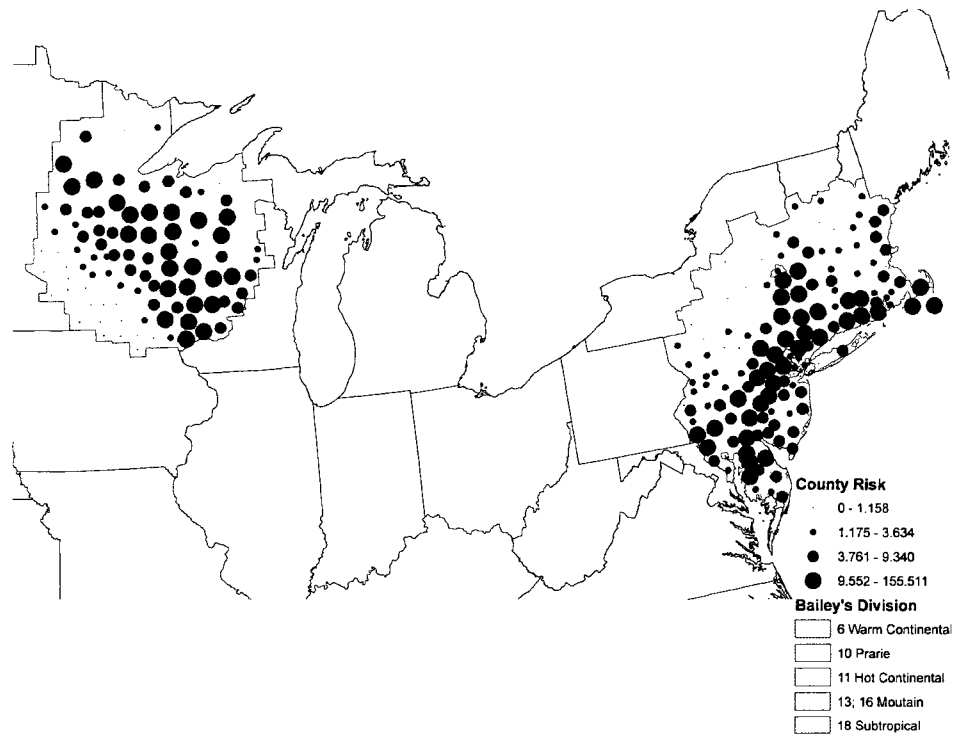 County Risk
0 - 1.158
1.175 - 3.634
3.761 - 9.340
9.552 - 155.511
Bailey's Division
6 Warm Continental
10 Prarie
11 Hot Continental
13; 16 Moutain
18 Subtropical